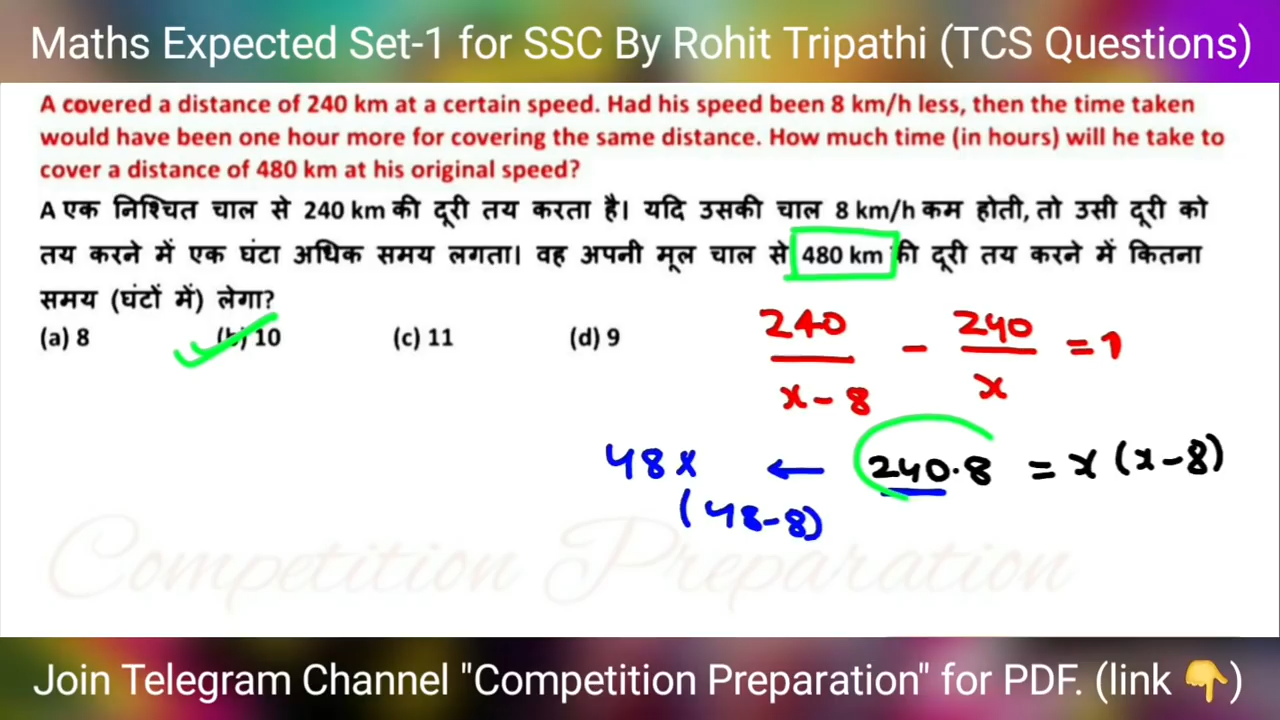 Maths Expected Set-1 for SSC By Rohit Tripathi (TCS Questions)
A covered a distance of 240 km at a certain speed. Had his speed been 8 km/h less, then the time taken
would have been one hour more for covering the same distance. How much time (in hours) will he take to
cover a distance of 480 km at his original speed?
A एक निश्चित चाल से 240 km की दूरी तय करता है। यदि उसकी चाल 8 km/h कम होती, तो उसी दूरी को
तय करने में एक घंटा अधिक समय लगता। वह अपनी मूल चाल से 480 km की दूरी तय करने में कितना
समय (घंटों में) लेगा?
(a) 8 (b) 10 (c) 11 (d) 9
240 / x - 8 - 240 / x = 1
48 x ← 240 · 8 = x (x - 8)
(48 - 8)
Competition Preparation
Join Telegram Channel "Competition Preparation" for PDF. (link 👇)